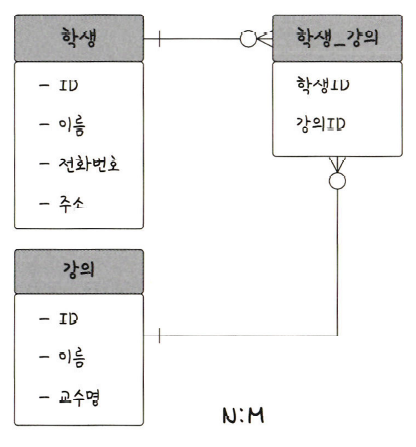 학생
- ID
- 이름
- 전화번호
- 주소
학생_강의
학생ID
강의ID
강의
- ID
- 이름
- 교수명
N:M